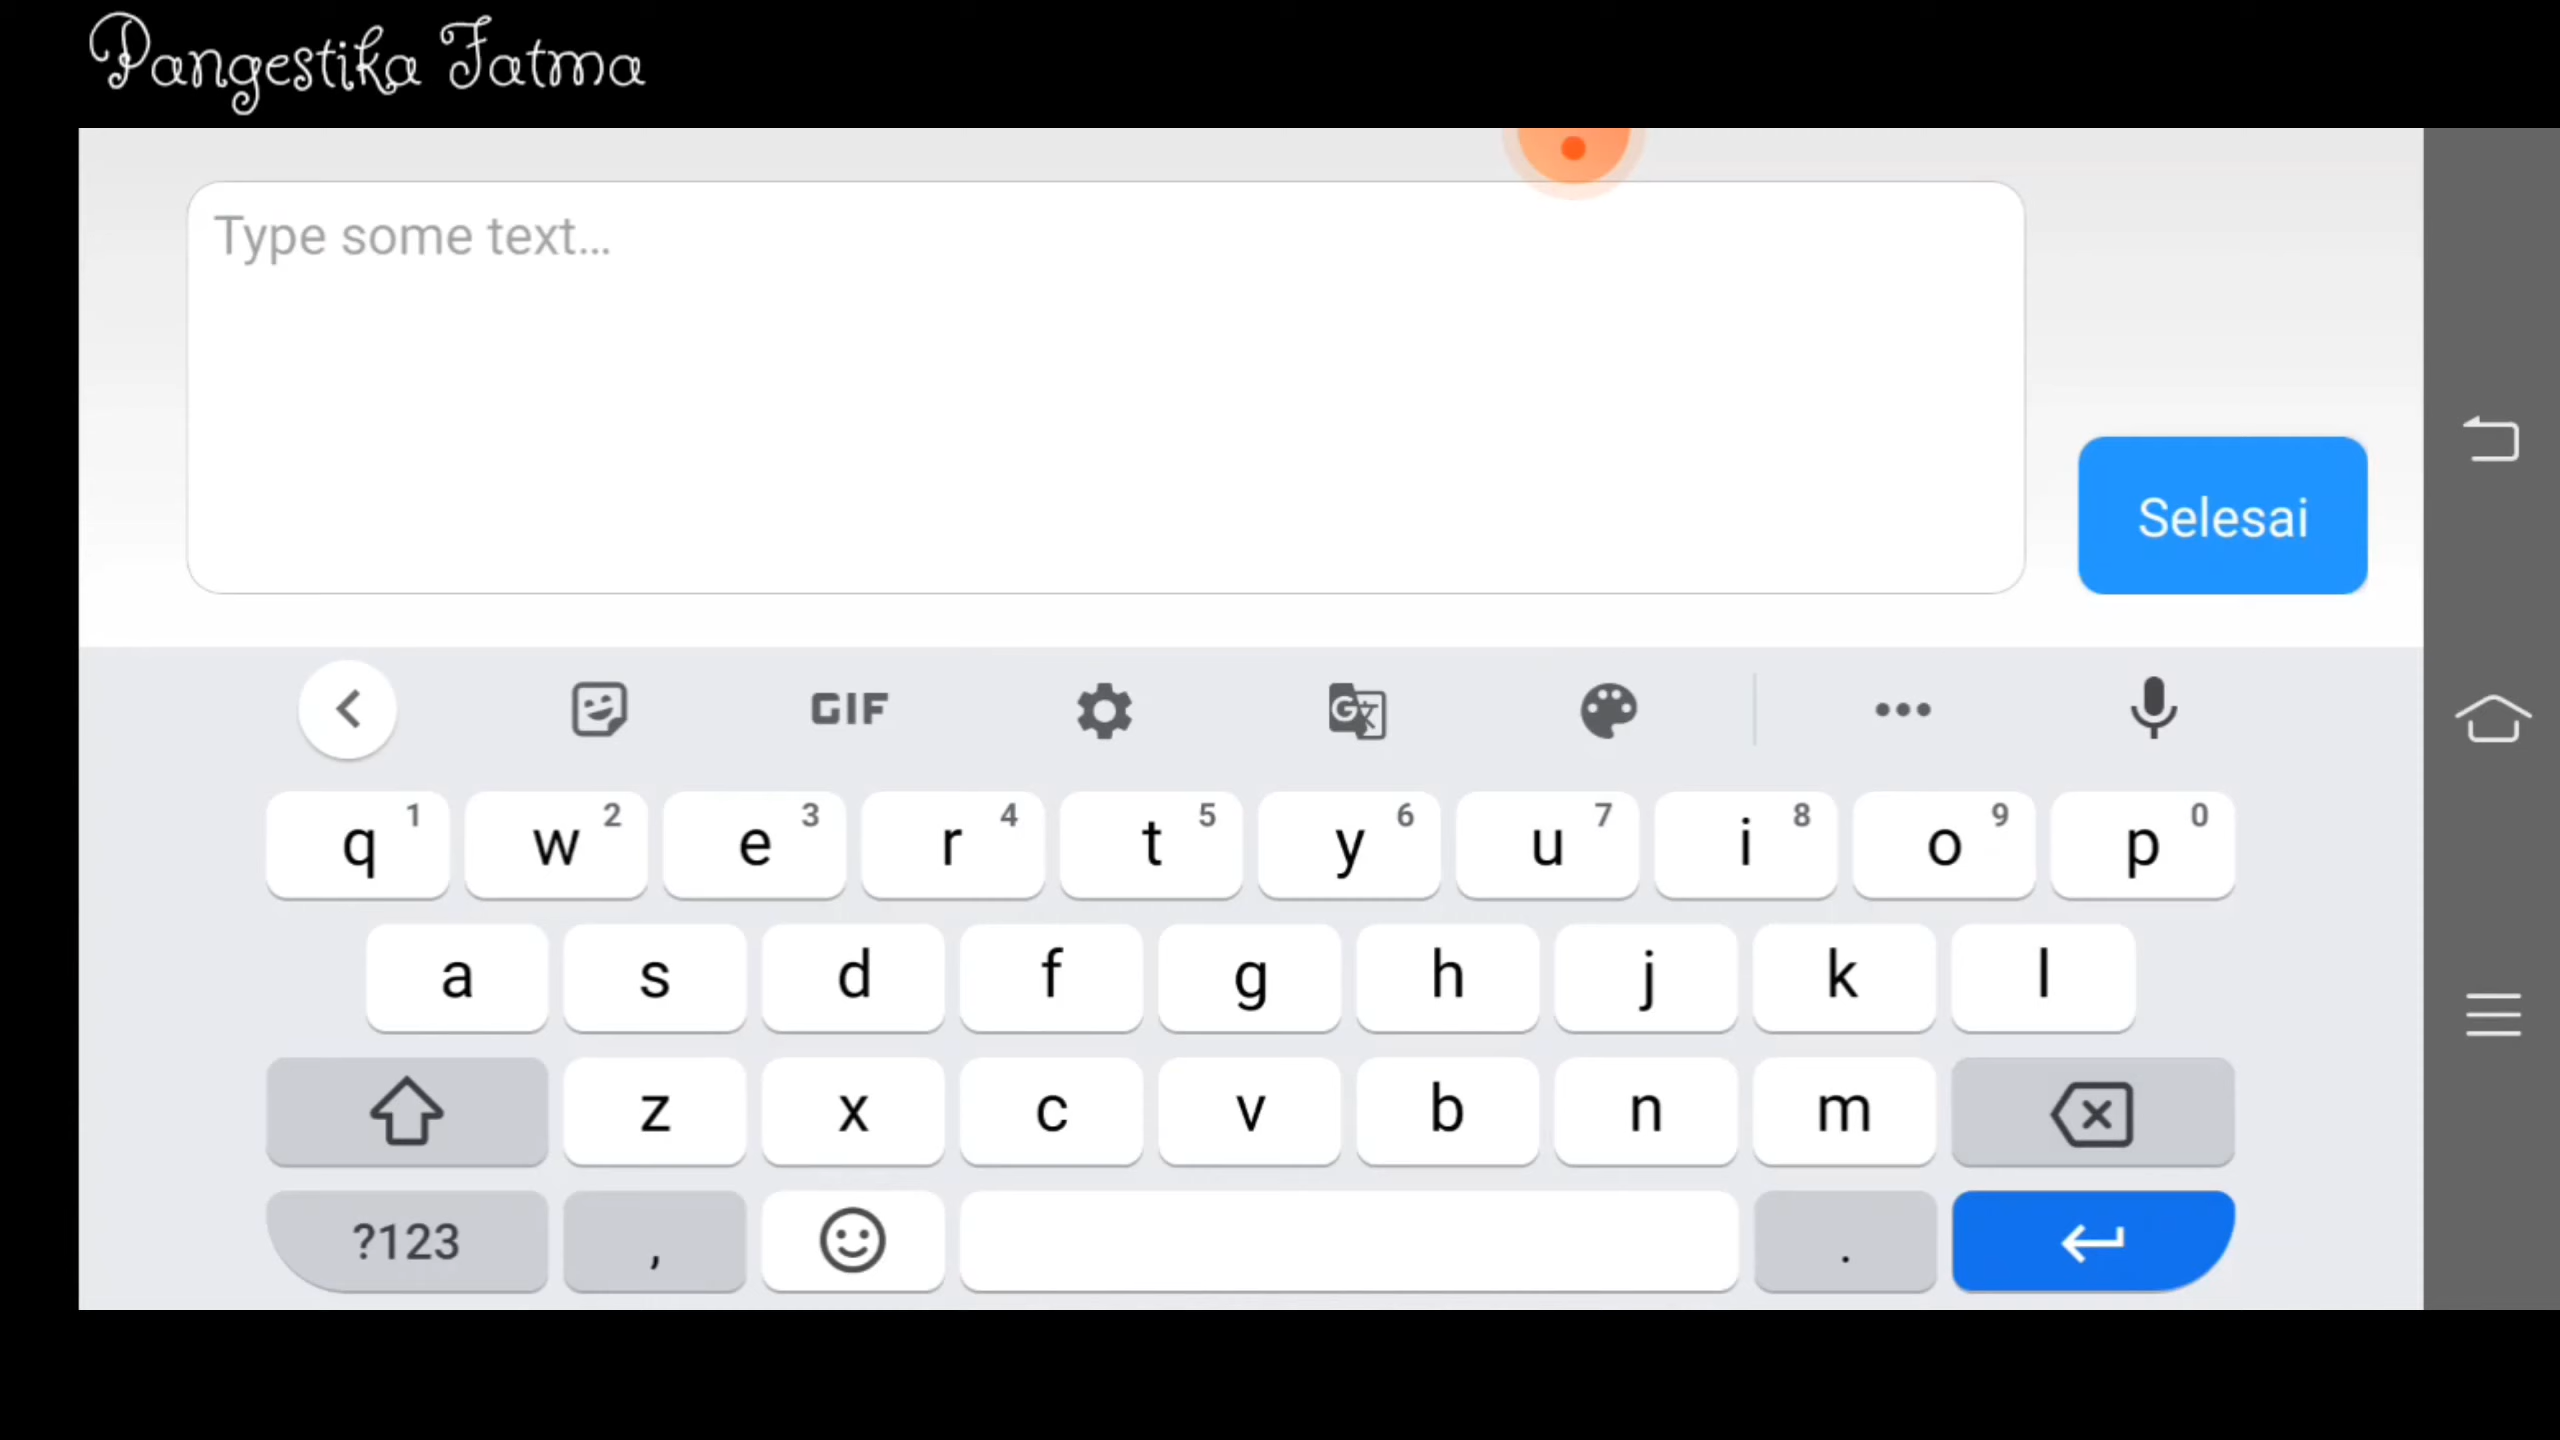 Pangestika Fatma
Type some text...
Selesai
GIF
G
q 1 w 2 e 3 r 4 t 5 y 6 u 7 i 8 o 9 p 0
a s d f g h j k l
z x c v b n m
?123 , .